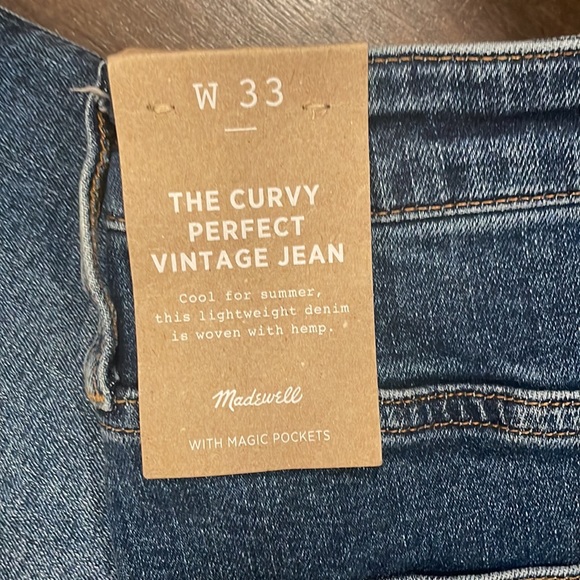 W 33
THE CURVY
PERFECT
VINTAGE JEAN
Cool for summer,
this lightweight denim
is woven with hemp.
Madewell
WITH MAGIC POCKETS